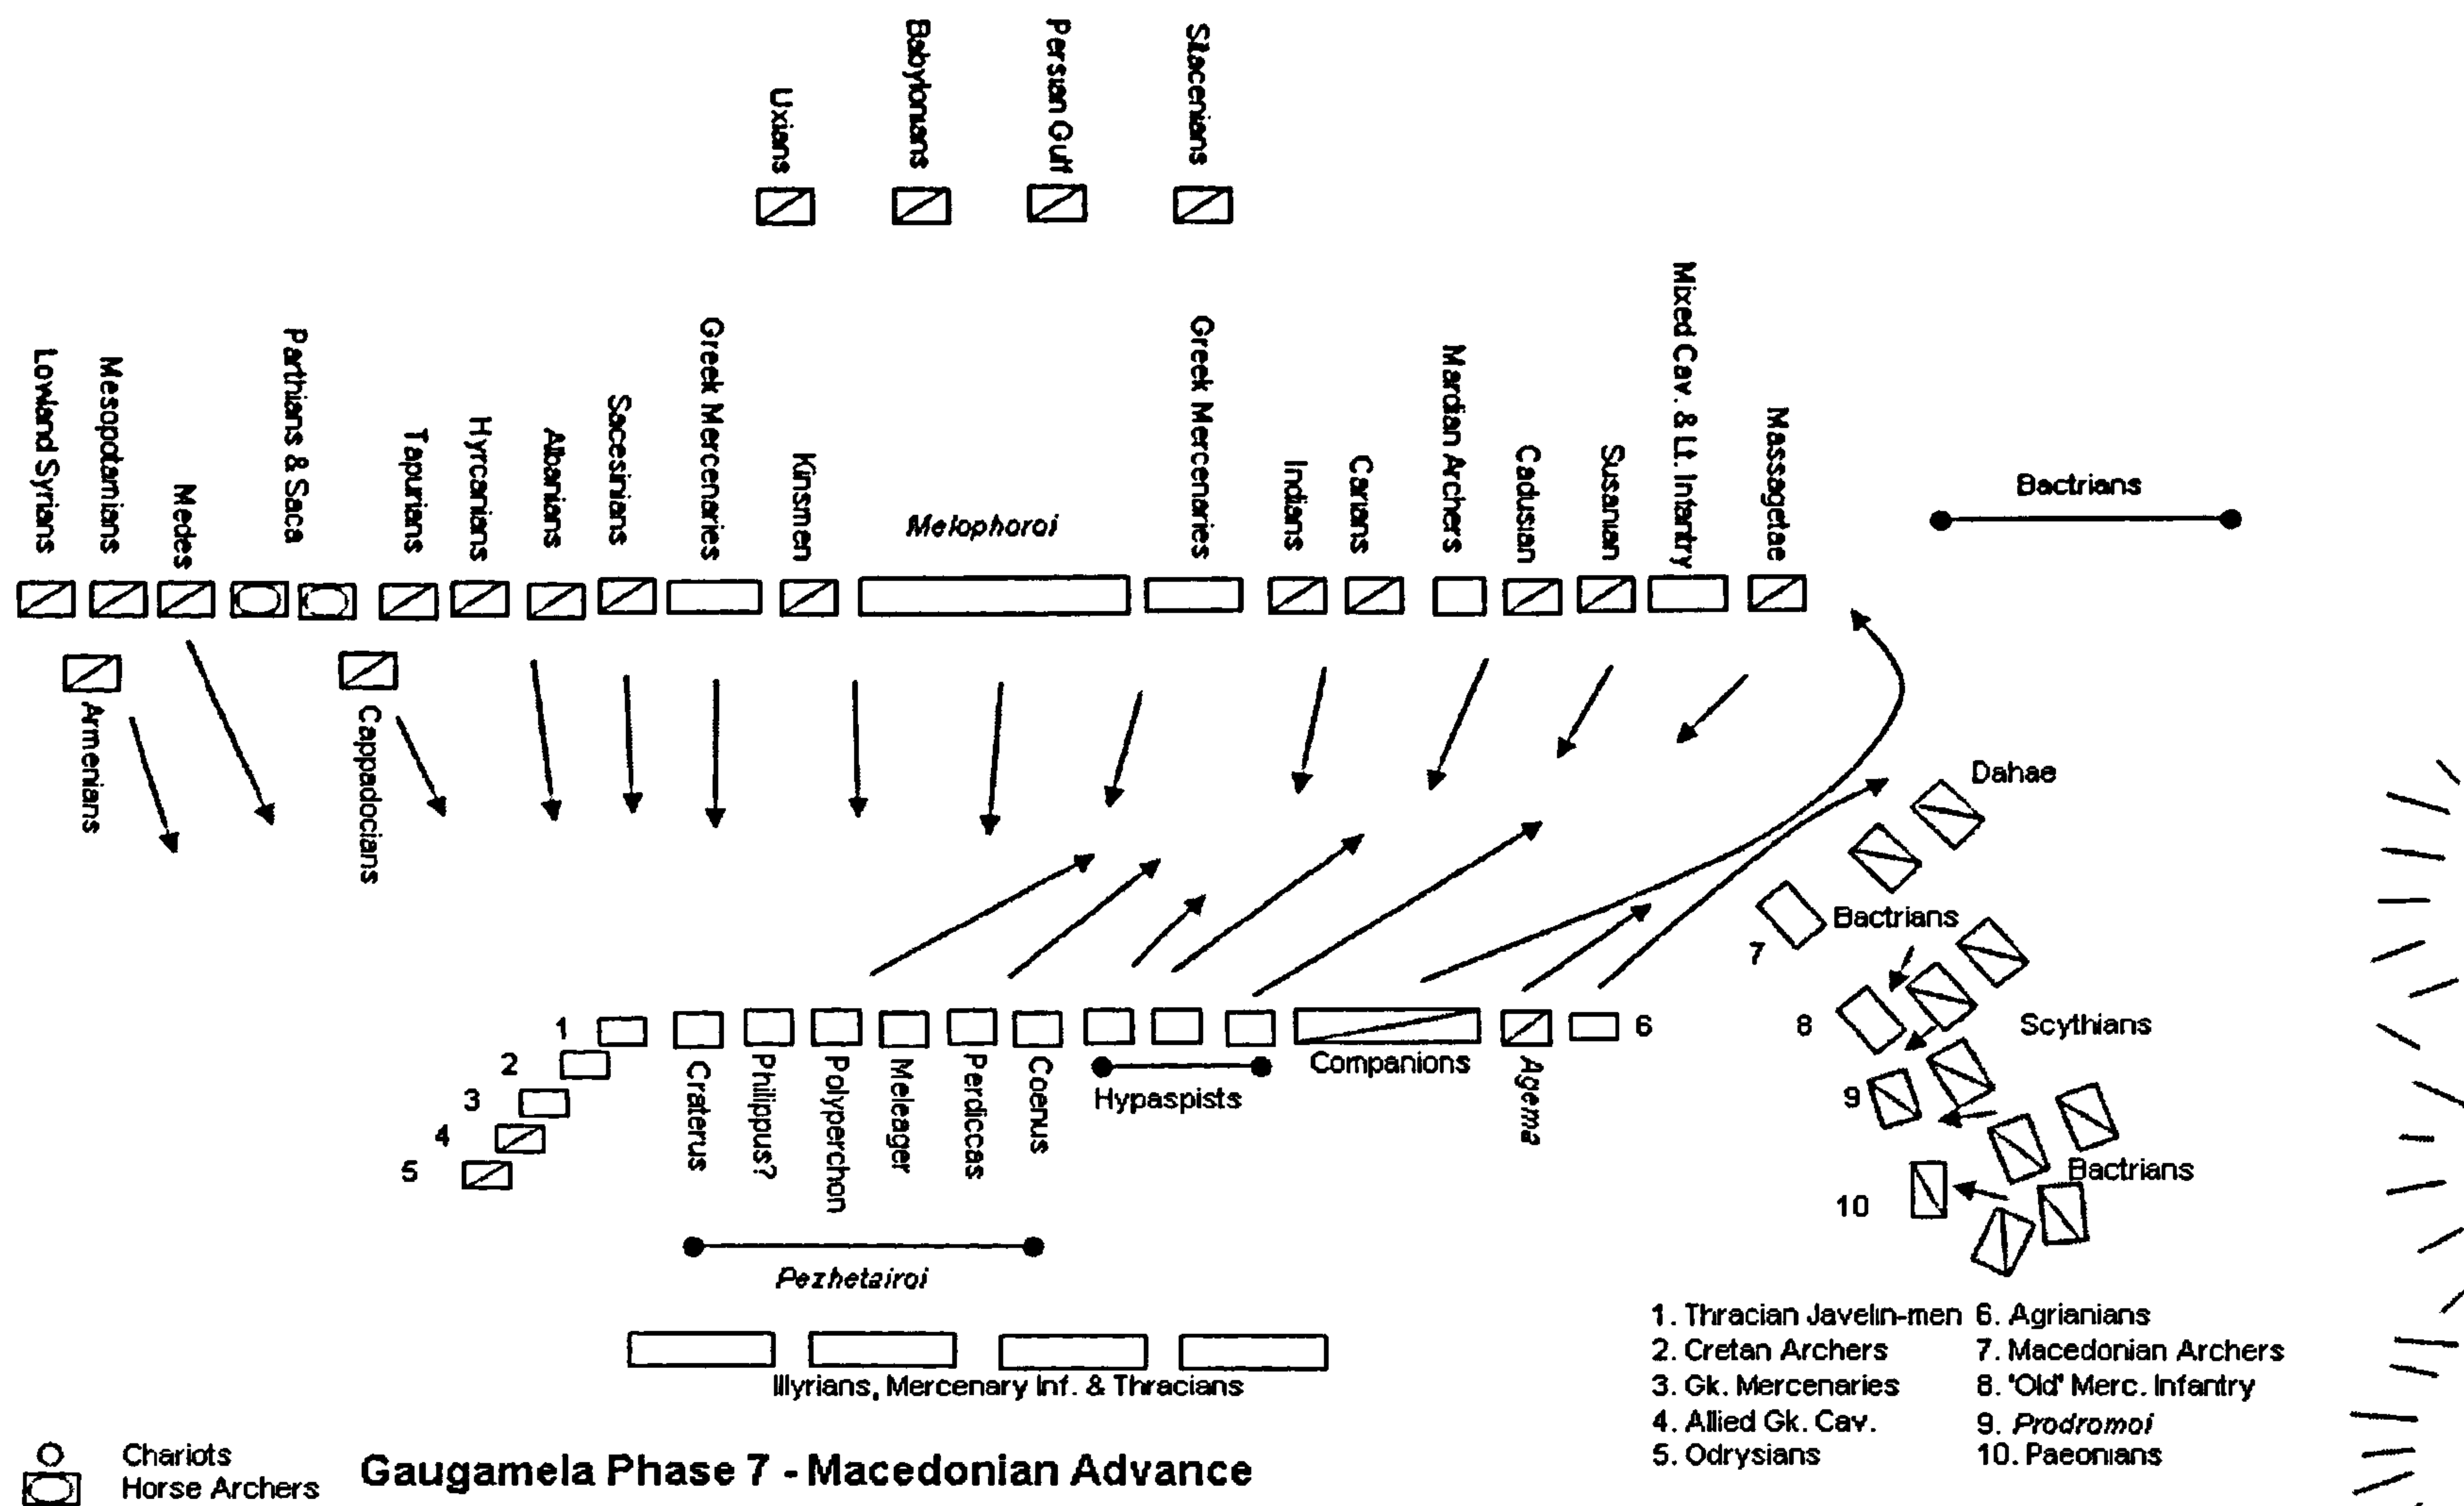 Uxians
Babylonians
Persian Gulf
Sitacenians
Lowland Syrians
Mesopotamians
Medes
Parthians & Saca
Tapurians
Hyrcanians
Albanians
Sacesinians
Greek Mercenaries
Kinsmen
Melophoroi
Greek Mercenaries
Indians
Carians
Mardian Archers
Cadusian
Susanian
Mixed Cav. & Lt. Infantry
Massagetae
Bactrians
Armenians
Cappadocians
Dahae
Bactrians
7
8
Scythians
9
Bactrians
10
1
2
3
4
5
Craterus
Philippus?
Polyperchon
Meleager
Perdiccas
Coenus
Hypaspists
Companions
Agema
6
Pezhetairoi
Illyrians, Mercenary Inf. & Thracians
1. Thracian Javelin-men
2. Cretan Archers
3. Gk. Mercenaries
4. Allied Gk. Cav.
5. Odrysians
6. Agrianians
7. Macedonian Archers
8. 'Old' Merc. Infantry
9. Prodromoi
10. Paeonians
Chariots
Horse Archers
Gaugamela Phase 7 - Macedonian Advance